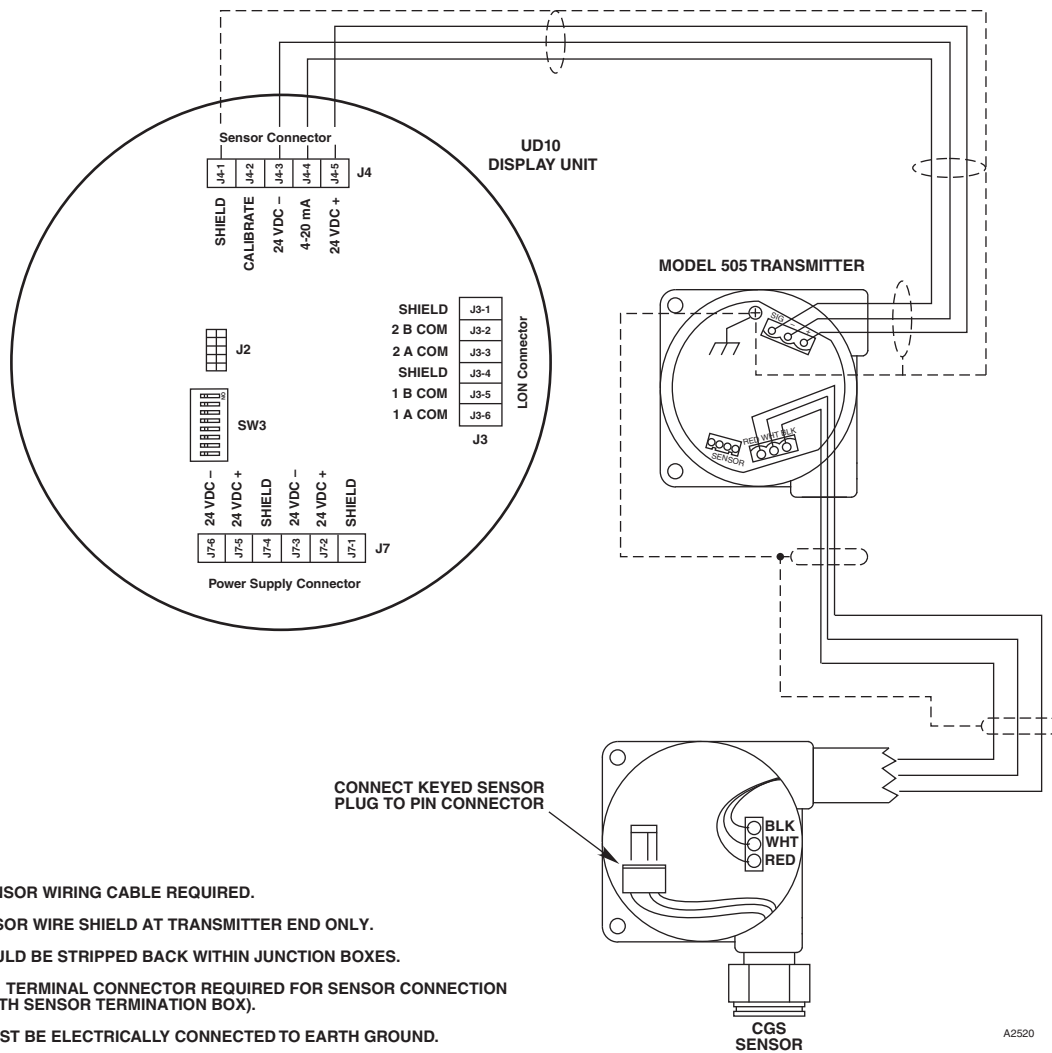 Sensor Connector
UD10
DISPLAY UNIT
J4-1
J4-2
J4-3
J4-4
J4-5
J4
SHIELD
CALIBRATE
24 VDC –
4-20 mA
24 VDC +
MODEL 505 TRANSMITTER
SIG
–
+
SHIELD J3-1
2 B COM J3-2
2 A COM J3-3
SHIELD J3-4
1 B COM J3-5
1 A COM J3-6
J3
LON Connector
J2
SW3
RED WHT BLK
SENSOR
24 VDC –
24 VDC +
SHIELD
24 VDC –
24 VDC +
SHIELD
J7-6
J7-5
J7-4
J7-3
J7-2
J7-1
J7
Power Supply Connector
CONNECT KEYED SENSOR
PLUG TO PIN CONNECTOR
BLK
WHT
RED
WIRING CABLE REQUIRED.
WIRE SHIELD AT TRANSMITTER END ONLY.
BE STRIPPED BACK WITHIN JUNCTION BOXES.
TERMINAL CONNECTOR REQUIRED FOR SENSOR CONNECTION
SENSOR TERMINATION BOX).
BE ELECTRICALLY CONNECTED TO EARTH GROUND.
CGS
SENSOR
A2520